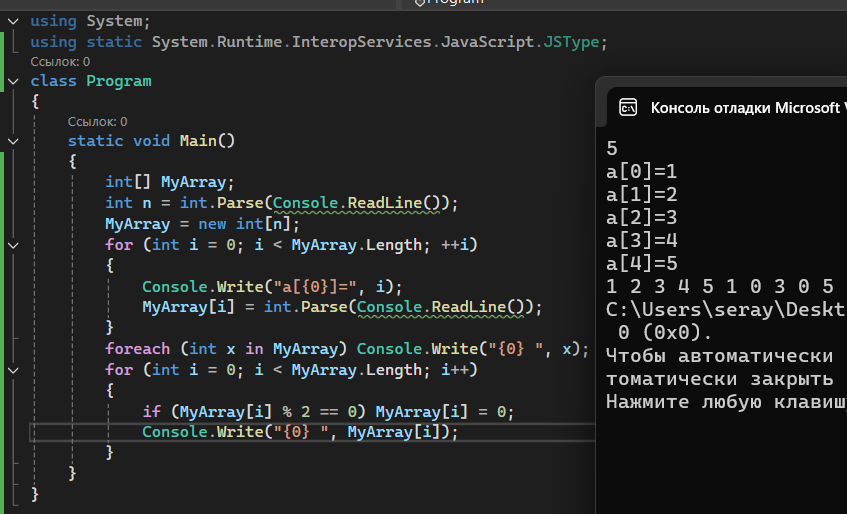 Program
using System;
using static System.Runtime.InteropServices.JavaScript.JSType;
Ссылок: 0
class Program
{
Ссылок: 0
static void Main()
{
int[] MyArray;
int n = int.Parse(Console.ReadLine());
MyArray = new int[n];
for (int i = 0; i < MyArray.Length; ++i)
{
Console.Write("a[{0}]=", i);
MyArray[i] = int.Parse(Console.ReadLine());
}
foreach (int x in MyArray) Console.Write("{0} ", x);
for (int i = 0; i < MyArray.Length; i++)
{
if (MyArray[i] % 2 == 0) MyArray[i] = 0;
Console.Write("{0} ", MyArray[i]);
}
}
}
Консоль отладки Microsoft V
5
a[0]=1
a[1]=2
a[2]=3
a[3]=4
a[4]=5
1 2 3 4 5 1 0 3 0 5
C:\Users\seray\Deskt
0 (0x0).
Чтобы автоматически
томатически закрыть
Нажмите любую клавишу